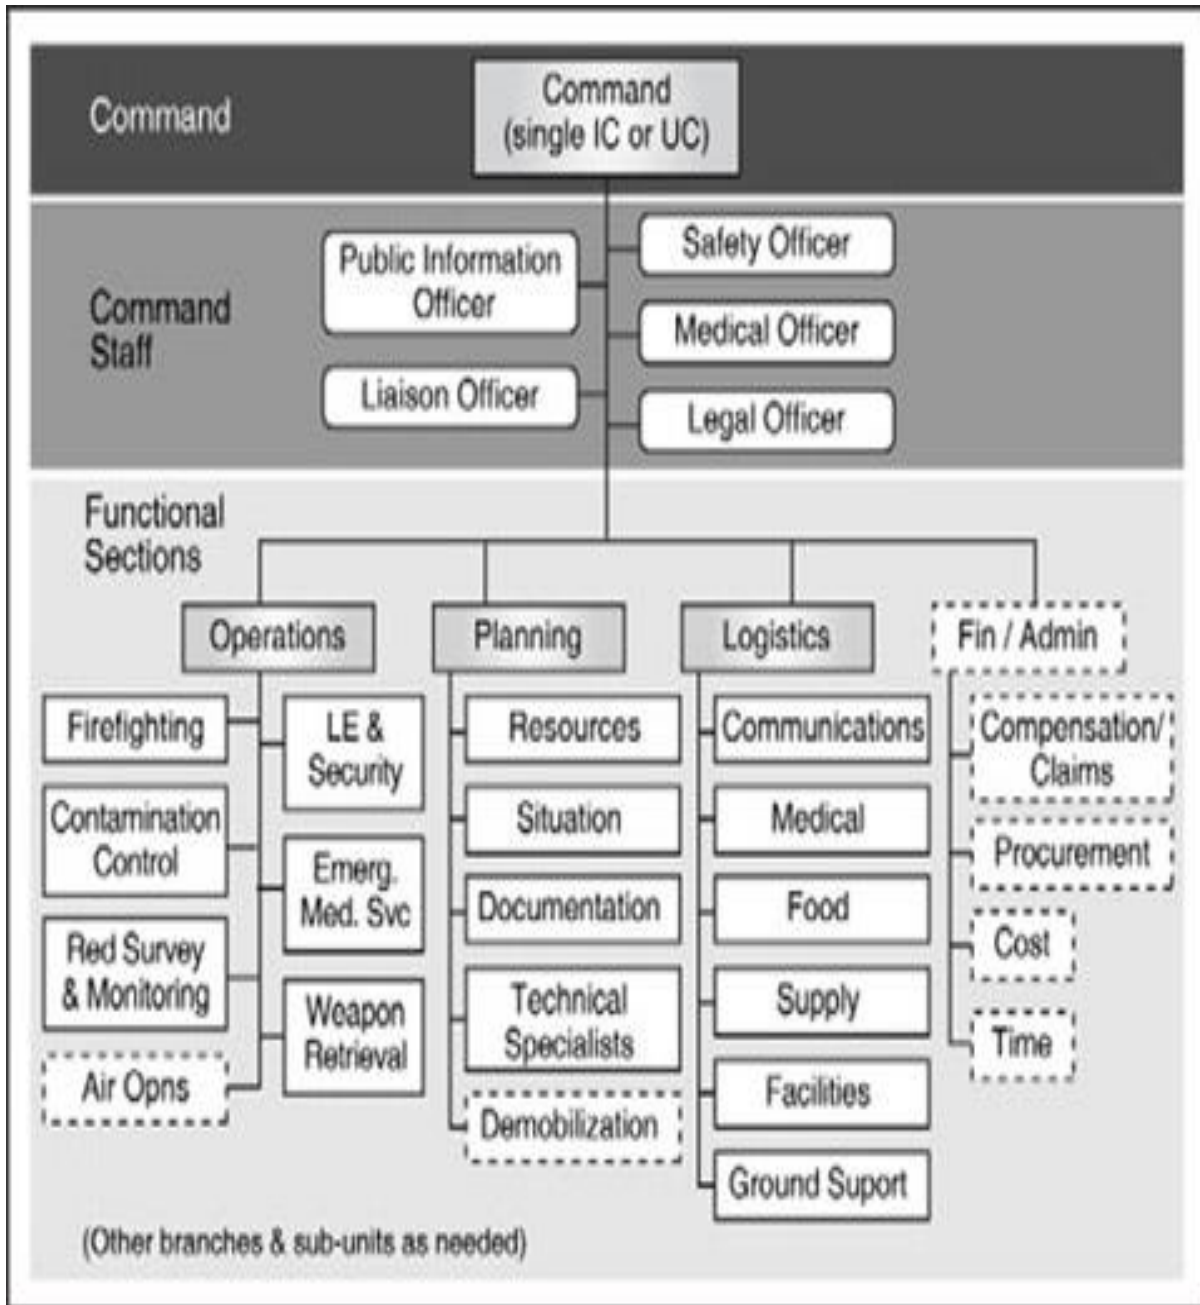 Command
Command
(single IC or UC)
Command
Staff
Public Information
Officer
Liaison Officer
Safety Officer
Medical Officer
Legal Officer
Functional
Sections
Operations
Firefighting
Contamination
Control
Red Survey
& Monitoring
Air Opns
LE &
Security
Emerg.
Med. Svc
Weapon
Retrieval
Planning
Resources
Situation
Documentation
Technical
Specialists
Demobilization
Logistics
Communications
Medical
Food
Supply
Facilities
Ground Suport
Fin / Admin
Compensation/
Claims
Procurement
Cost
Time
(Other branches & sub-units as needed)